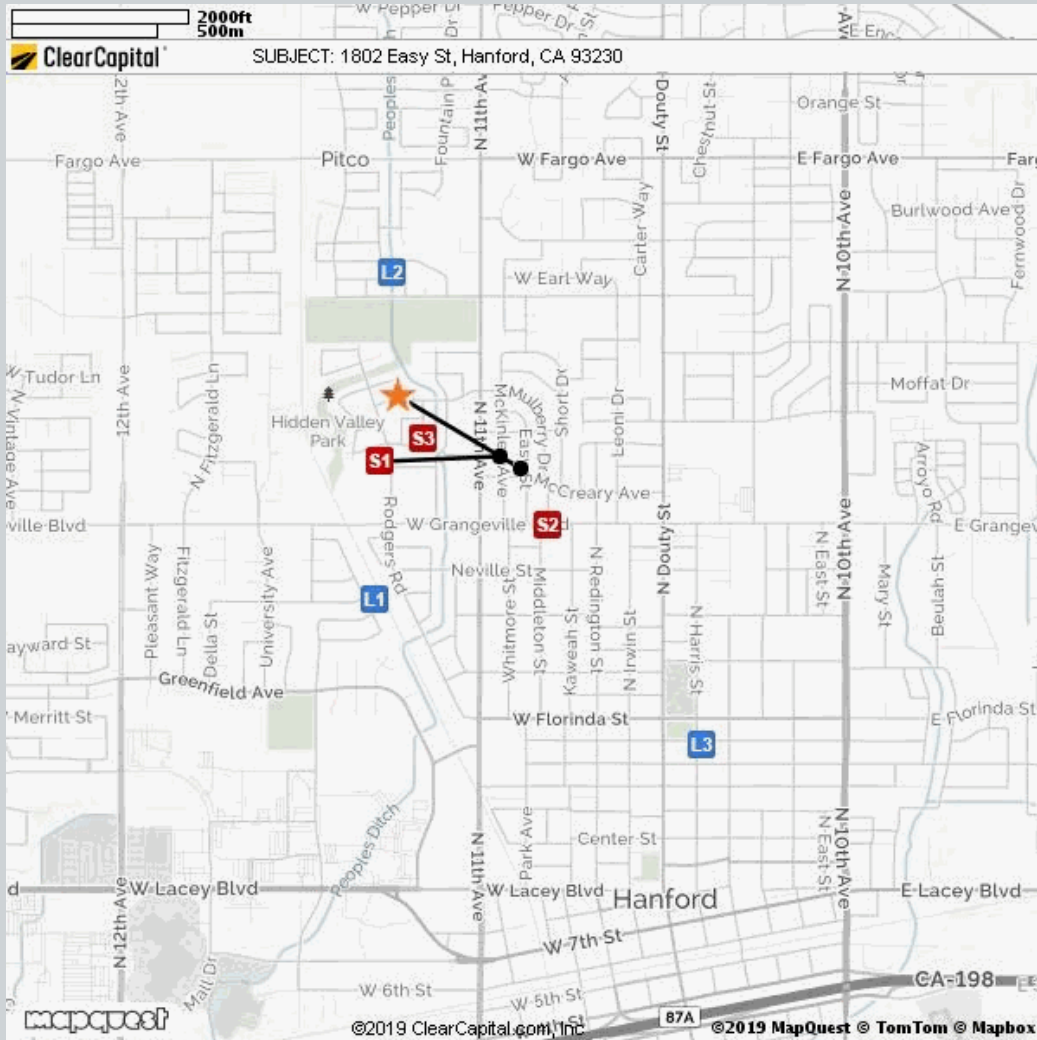 2000ft
500m
W Pepper Dr
Pepper Dr
E Enc
ClearCapital
SUBJECT: 1802 Easy St, Hanford, CA 93230
12th Ave
Peoples
Fountain P
N 11th Av
Douty St
Chestnut St
Orange St
Fargo Ave
Pitco
W Fargo Ave
E Fargo Ave
Farg
Carter Way
N 10th Ave
Burlwood Ave
Fernwood Dr
L2
W Earl Way
W Tudor Ln
N Vintage Ave
12th Ave
N Fitzgerald Ln
Hidden Valley
Park
S3
S1
N 11th Ave
McKinley Ave
Mulberry Dr
East St
Short Dr
Leoni Dr
Moffat Dr
McCreary Ave
Arroyo Rd
ville Blvd
W Grangeville
S2
d
E Grangev
Rodgers Rd
N Douty St
N 10th Ave
Neville St
L1
Pleasant Way
Fitzgerald Ln
Della St
University Ave
Whitmore St
Middleton St
Kaweah St
N Redington St
N Irwin St
N Harris St
N East St
Mary St
Beulah St
ayward St
Greenfield Ave
Merritt St
W Florinda St
E Florinda St
L3
Peoples Ditch
N 11th Ave
Park Ave
Center St
N East St
N 10th Ave
d
W Lacey Blvd
W Lacey Blvd
Hanford
E Lacey Blvd
N 12th Ave
Mall Dr
W 7th St
W 6th St
W 5th St
CA-198
87A
mapquest
©2019 ClearCapital.com, Inc
©2019 MapQuest © TomTom © Mapbox